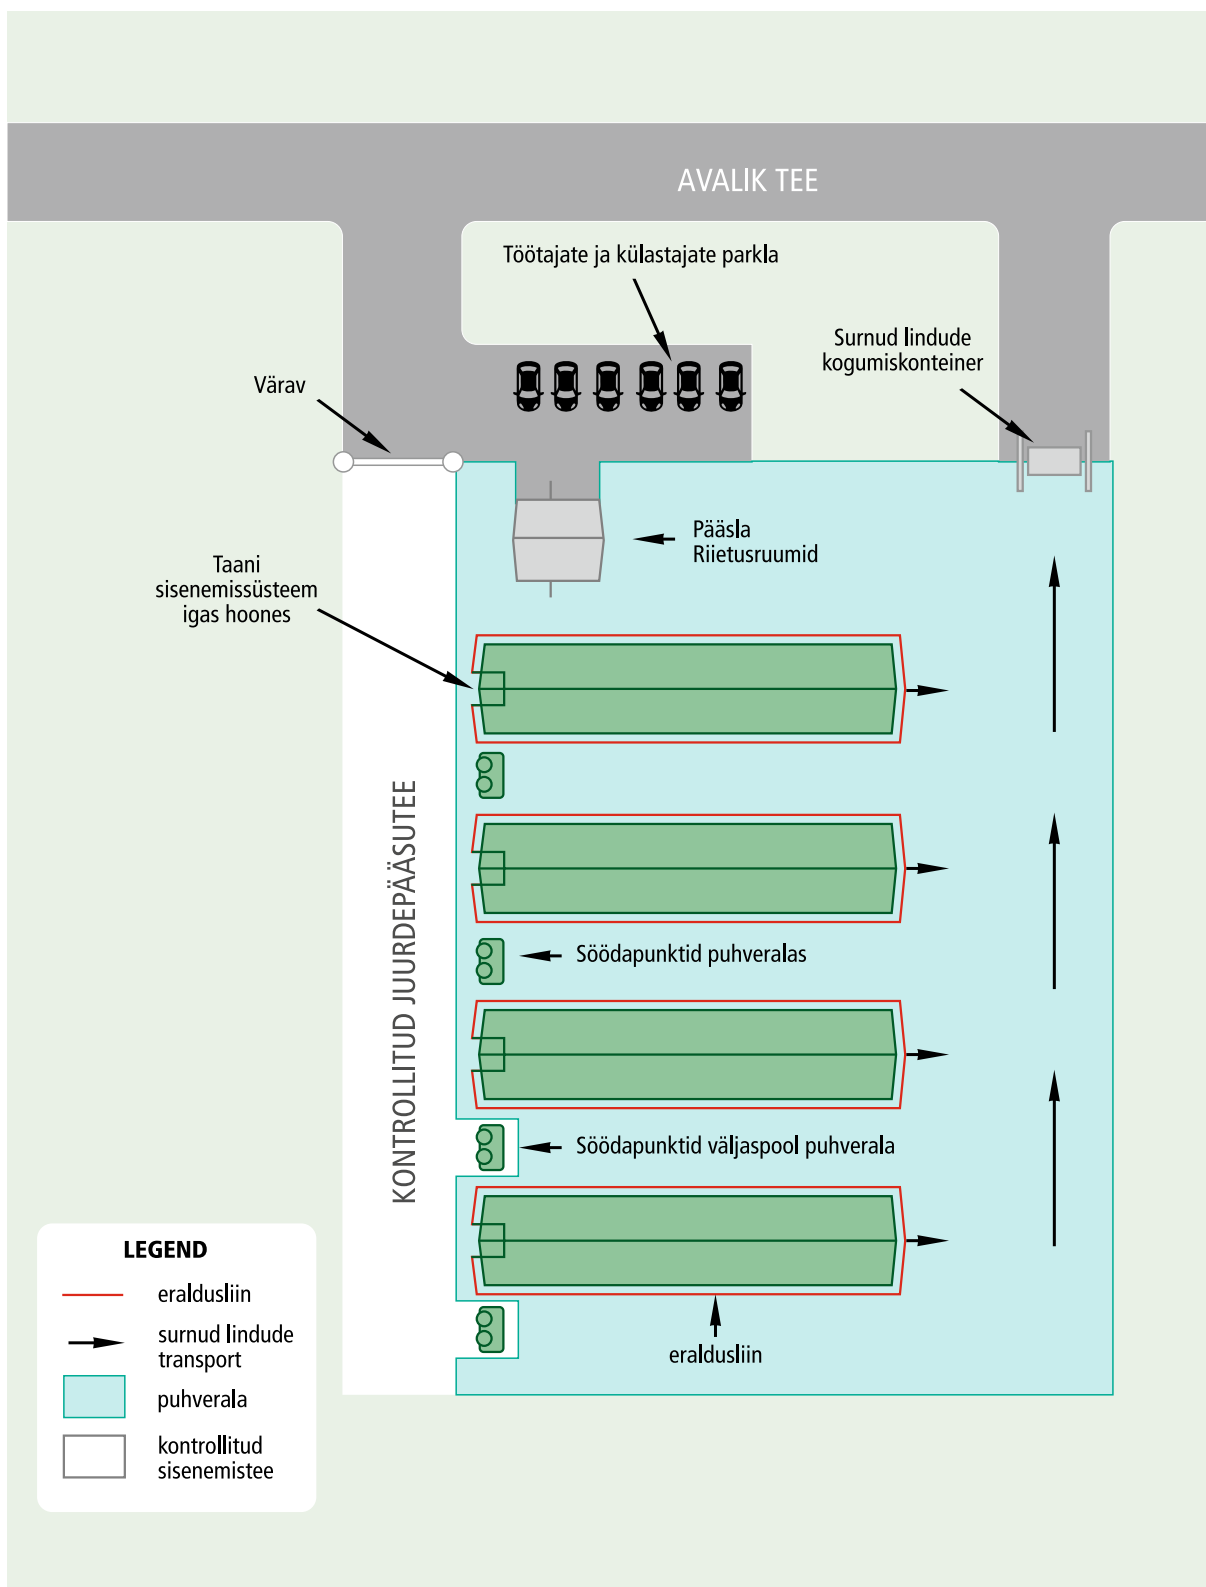 AVALIK TEE
Töötajate ja külastajate parkla
Surnud lindude
kogumiskonteiner
Värav
Pääsla
Riietusruumid
Taani
sisenemissüsteem
igas hoones
KONTROLLITUD JUURDEPÄÄSUTEE
Söödapunktid puhveralas
Söödapunktid väljaspool puhverala
eraldusliin
LEGEND
eraldusliin
surnud lindude
transport
puhverala
kontrollitud
sisenemistee